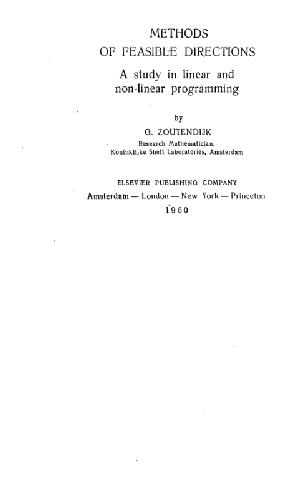 METHODS
OF FEASIBLE DIRECTIONS
A study in linear and
non-linear programming
by
G. ZOUTENDIJK
Research Mathematician,
Koninklijke Shell Laboratories, Amsterdam
ELSEVIER PUBLISHING COMPANY
Amsterdam — London — New York — Princeton
1960